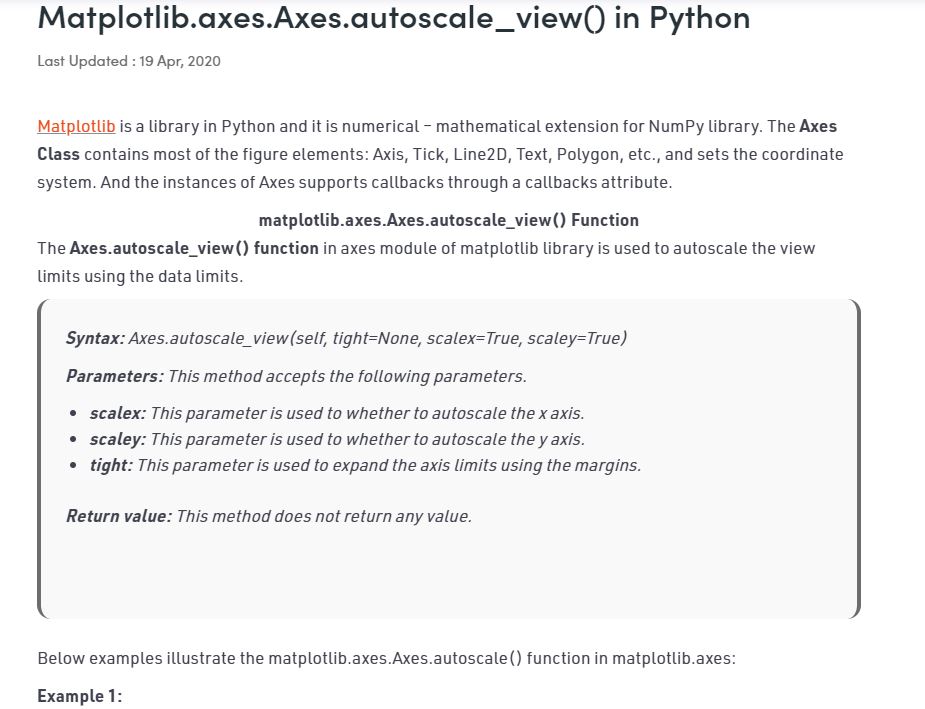 Matplotlib.axes.Axes.autoscale_view() in Python
Last Updated : 19 Apr, 2020
Matplotlib is a library in Python and it is numerical – mathematical extension for NumPy library. The Axes
Class contains most of the figure elements: Axis, Tick, Line2D, Text, Polygon, etc., and sets the coordinate
system. And the instances of Axes supports callbacks through a callbacks attribute.
matplotlib.axes.Axes.autoscale_view() Function
The Axes.autoscale_view() function in axes module of matplotlib library is used to autoscale the view
limits using the data limits.
Syntax: Axes.autoscale_view(self, tight=None, scalex=True, scaley=True)
Parameters: This method accepts the following parameters.
• scalex: This parameter is used to whether to autoscale the x axis.
• scaley: This parameter is used to whether to autoscale the y axis.
• tight: This parameter is used to expand the axis limits using the margins.
Return value: This method does not return any value.
Below examples illustrate the matplotlib.axes.Axes.autoscale() function in matplotlib.axes:
Example 1: